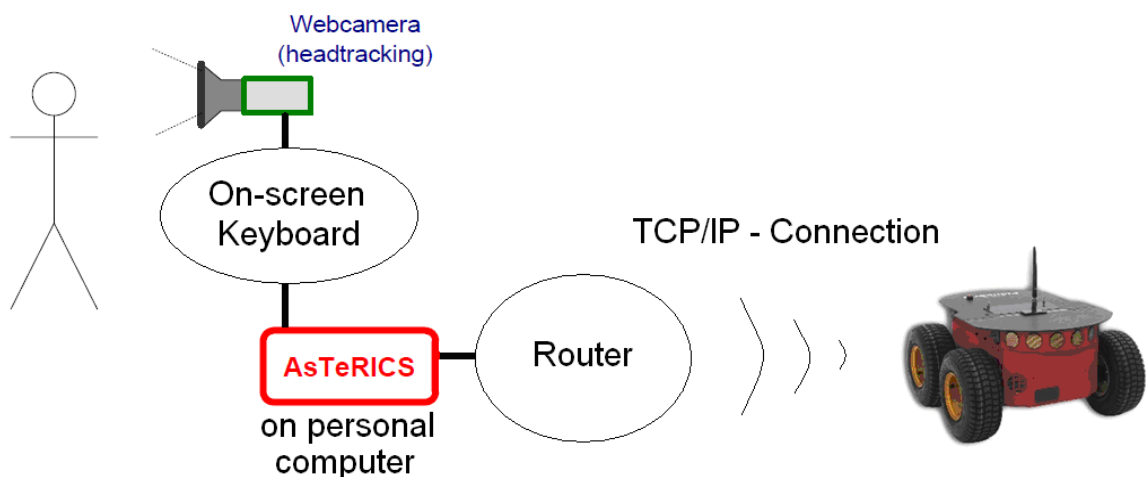 Webcamera
(headtracking)
On-screen
Keyboard
TCP/IP - Connection
Router
AsTeRICS
on personal
computer